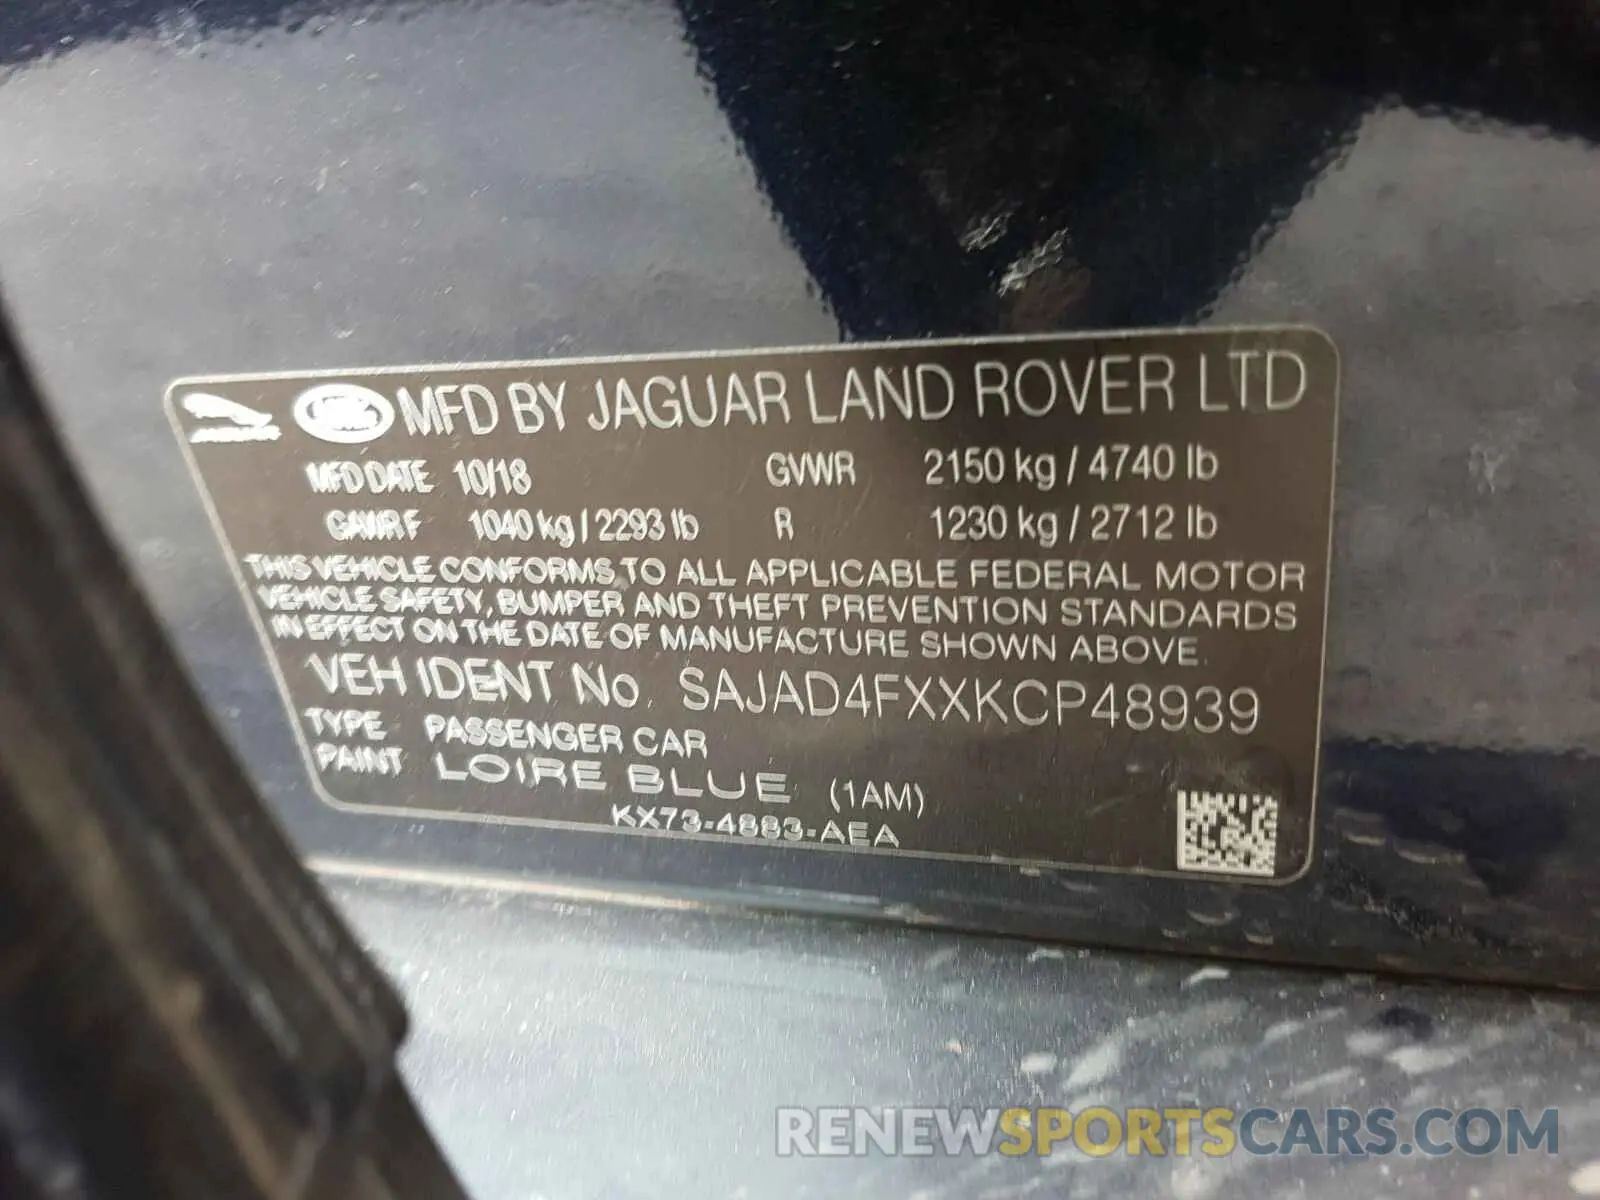 MFD BY JAGUAR LAND ROVER LTD
MFD DATE 10/18 GVWR 2150 kg / 4740 lb
GAWR F 1040 kg / 2293 lb R 1230 kg / 2712 lb
THIS VEHICLE CONFORMS TO ALL APPLICABLE FEDERAL MOTOR
VEHICLE SAFETY, BUMPER AND THEFT PREVENTION STANDARDS
IN EFFECT ON THE DATE OF MANUFACTURE SHOWN ABOVE.
VEH IDENT No. SAJAD4FXXKCP48939
TYPE PASSENGER CAR
PAINT LOIRE BLUE (1AM)
KX73-4883-AEA
RENEWSPORTSCARS.COM